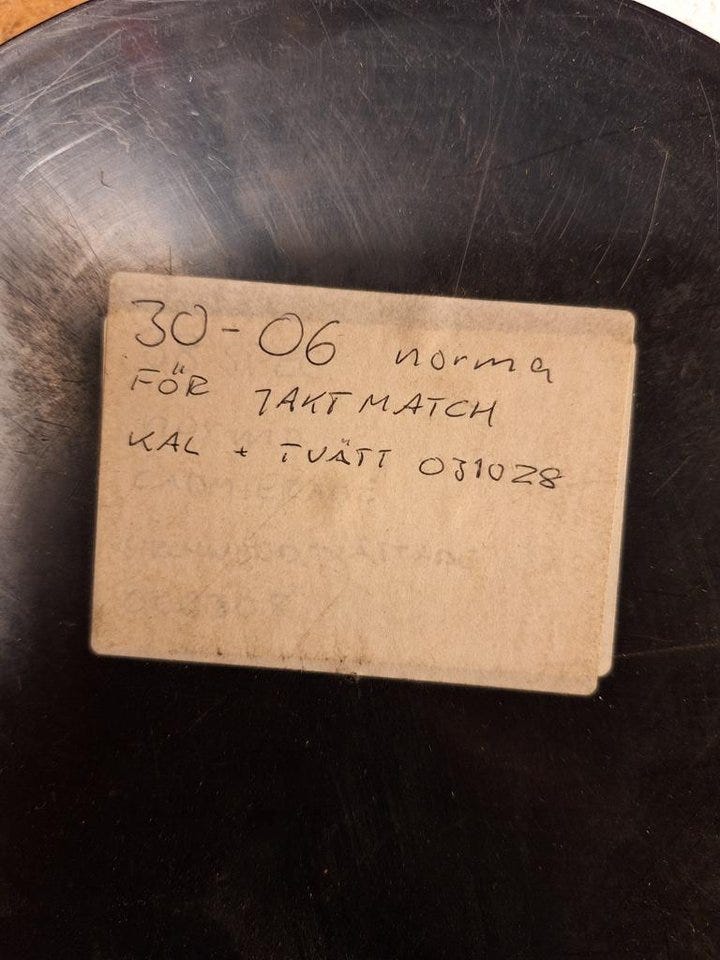 30-06 norma
FÖR JAKTMATCH
KAL + TVÄTT 031028